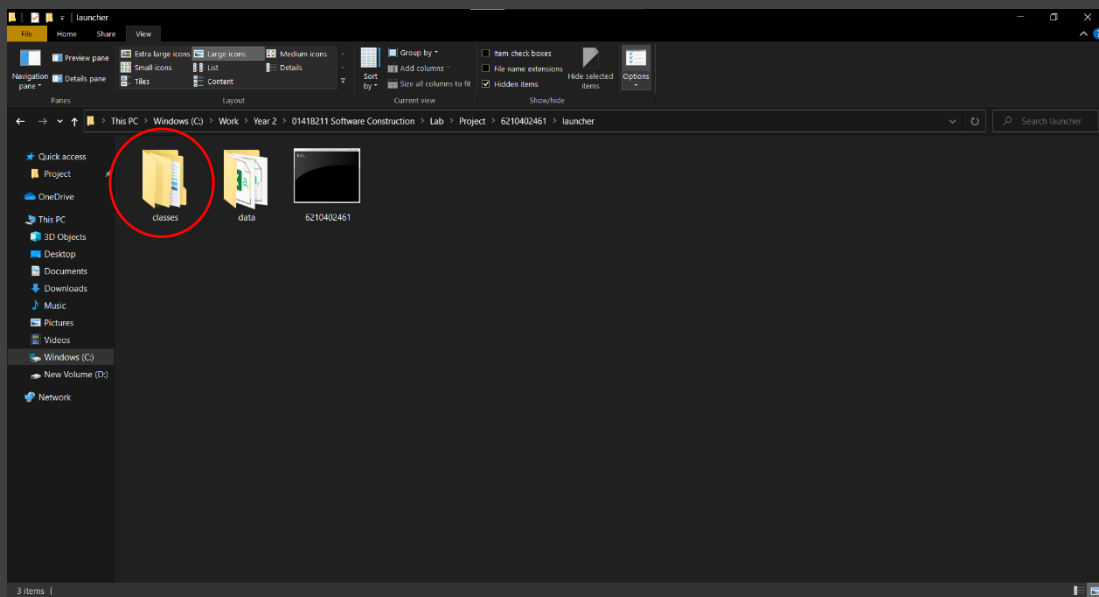 launcher
File Home Share View
Navigation pane
Preview pane
Details pane
Panes
Extra large icons Large icons Medium icons
Small icons List Details
Tiles Content
Layout
Sort by
Group by
Add columns
Size all columns to fit
Current view
Item check boxes
File name extensions
Hidden items
Hide selected items
Options
Show/hide
This PC > Windows (C:) > Work > Year 2 > 01418211 Software Construction > Lab > Project > 6210402461 > launcher
Search launcher
Quick access
Project
OneDrive
This PC
3D Objects
Desktop
Documents
Downloads
Music
Pictures
Videos
Windows (C:)
New Volume (D:)
Network
classes data 6210402461
3 items